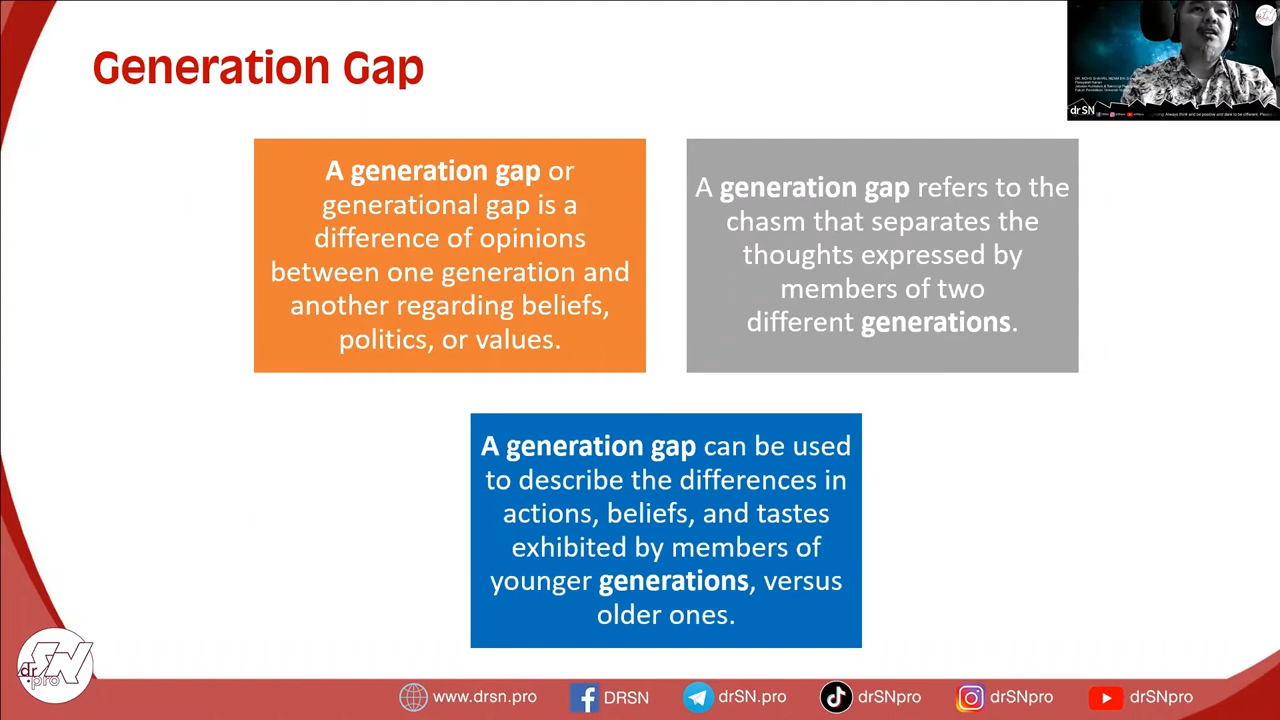 Generation Gap
A generation gap or
generational gap is a
difference of opinions
between one generation and
another regarding beliefs,
politics, or values.
A generation gap refers to the
chasm that separates the
thoughts expressed by
members of two
different generations.
A generation gap can be used
to describe the differences in
actions, beliefs, and tastes
exhibited by members of
younger generations, versus
older ones.
drSN
dr SN
.pro
www.drsn.pro
DRSN
drSN.pro
drSNpro
drSNpro
drSNpro